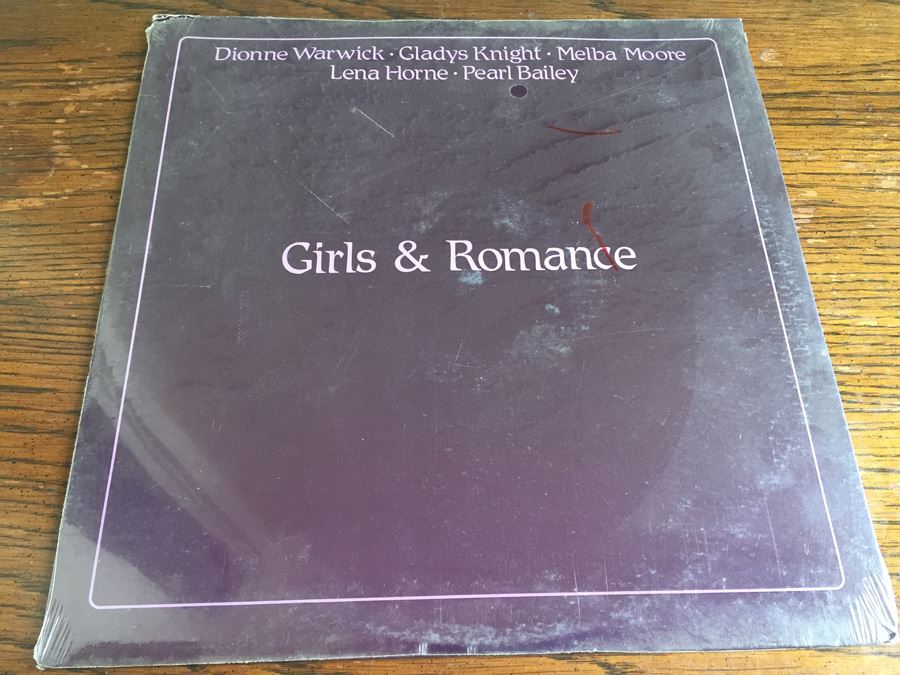 Dionne Warwick · Gladys Knight · Melba Moore
Lena Horne · Pearl Bailey
Girls & Romance